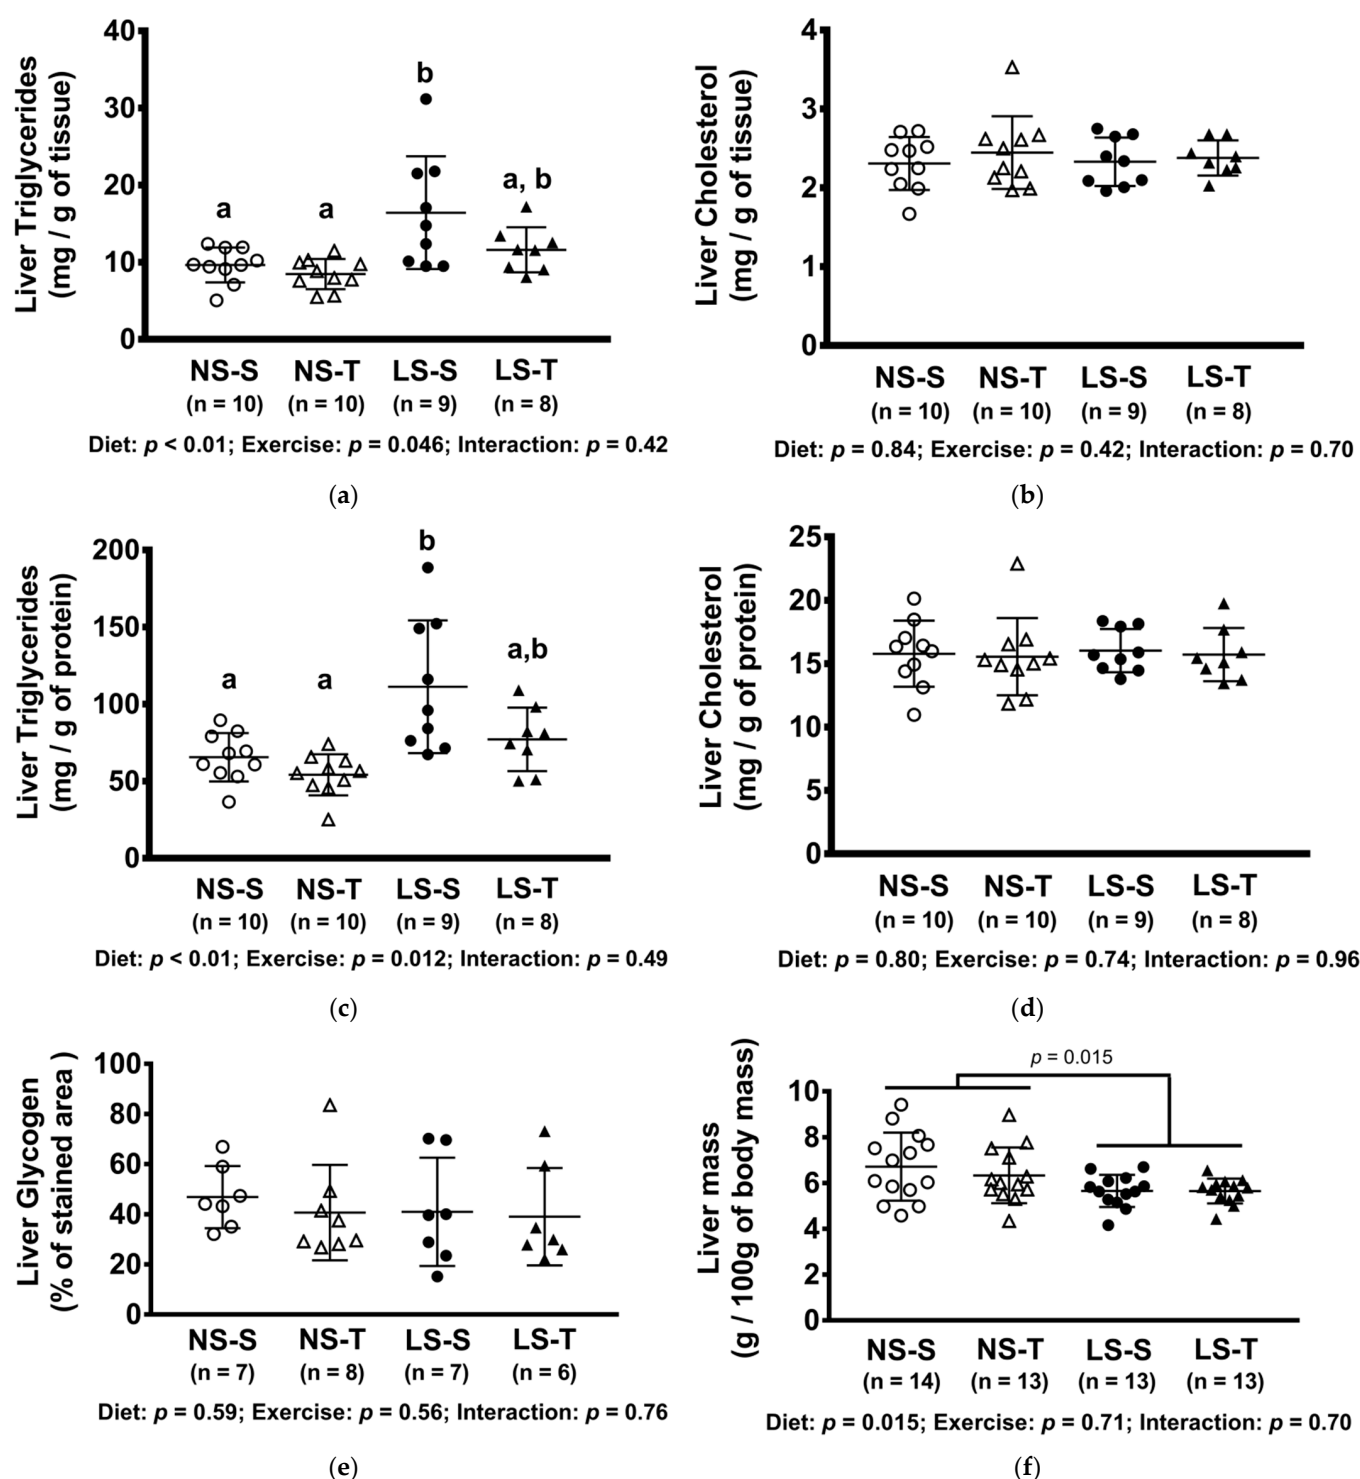 Liver Triglycerides
(mg / g of tissue)
40
30
20
10
0
a
a
b
a, b
NS-S
NS-T
LS-S
LS-T
(n = 10)
(n = 10)
(n = 9)
(n = 8)
Diet: p < 0.01; Exercise: p = 0.046; Interaction: p = 0.42
(a)
Liver Cholesterol
(mg / g of tissue)
4
3
2
1
0
NS-S
NS-T
LS-S
LS-T
(n = 10)
(n = 10)
(n = 9)
(n = 8)
Diet: p = 0.84; Exercise: p = 0.42; Interaction: p = 0.70
(b)
Liver Triglycerides
(mg / g of protein)
200
150
100
50
0
a
a
b
a,b
NS-S
NS-T
LS-S
LS-T
(n = 10)
(n = 10)
(n = 9)
(n = 8)
Diet: p < 0.01; Exercise: p = 0.012; Interaction: p = 0.49
(c)
Liver Cholesterol
(mg / g of protein)
25
20
15
10
5
0
NS-S
NS-T
LS-S
LS-T
(n = 10)
(n = 10)
(n = 9)
(n = 8)
Diet: p = 0.80; Exercise: p = 0.74; Interaction: p = 0.96
(d)
Liver Glycogen
(% of stained area )
100
80
60
40
20
0
NS-S
NS-T
LS-S
LS-T
(n = 7)
(n = 8)
(n = 7)
(n = 6)
Diet: p = 0.59; Exercise: p = 0.56; Interaction: p = 0.76
(e)
Liver mass
(g / 100g of body mass)
p = 0.015
10
8
6
4
2
0
NS-S
NS-T
LS-S
LS-T
(n = 14)
(n = 13)
(n = 13)
(n = 13)
Diet: p = 0.015; Exercise: p = 0.71; Interaction: p = 0.70
(f)